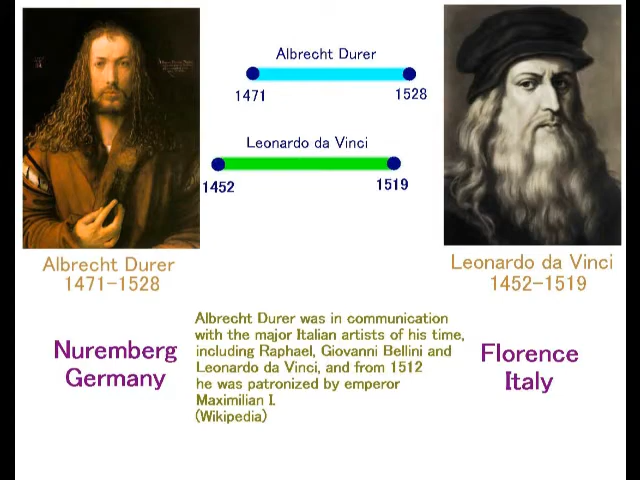 Albrecht Durer
1471
1528
Leonardo da Vinci
1452
1519
Albrecht Durer
1471-1528
Leonardo da Vinci
1452-1519
Nuremberg
Germany
Albrecht Durer was in communication
with the major Italian artists of his time,
including Raphael, Giovanni Bellini and
Leonardo da Vinci, and from 1512
he was patronized by emperor
Maximilian I.
(Wikipedia)
Florence
Italy